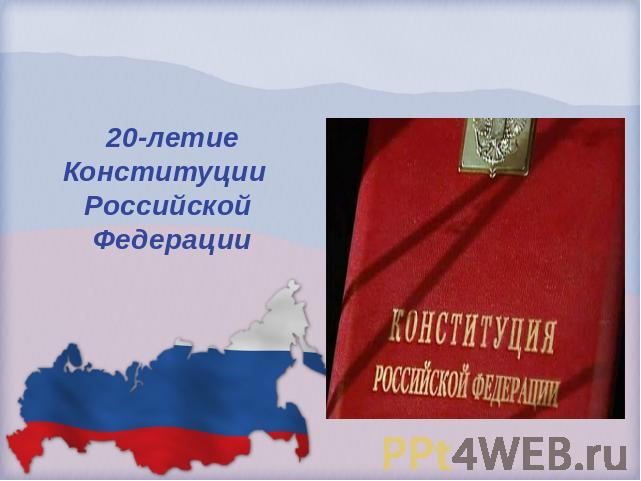 20-летие
Конституции
Российской
Федерации
КОНСТИТУЦИЯ
РОССИЙСКОЙ ФЕДЕРАЦИИ
PPt4WEB.ru